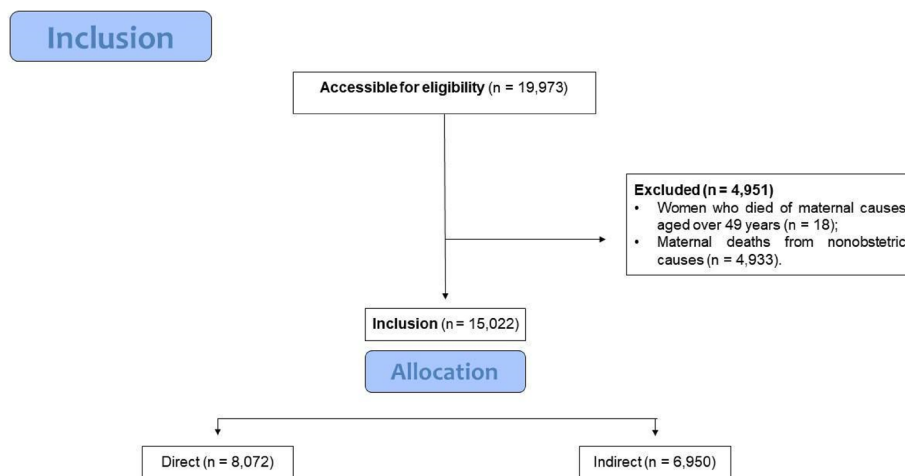 Inclusion
Accessible for eligibility (n = 19,973)
Excluded (n = 4,951)
• Women who died of maternal causes
aged over 49 years (n = 18);
• Maternal deaths from nonobstetric
causes (n = 4,933).
Inclusion (n = 15,022)
Allocation
Direct (n = 8,072)
Indirect (n = 6,950)